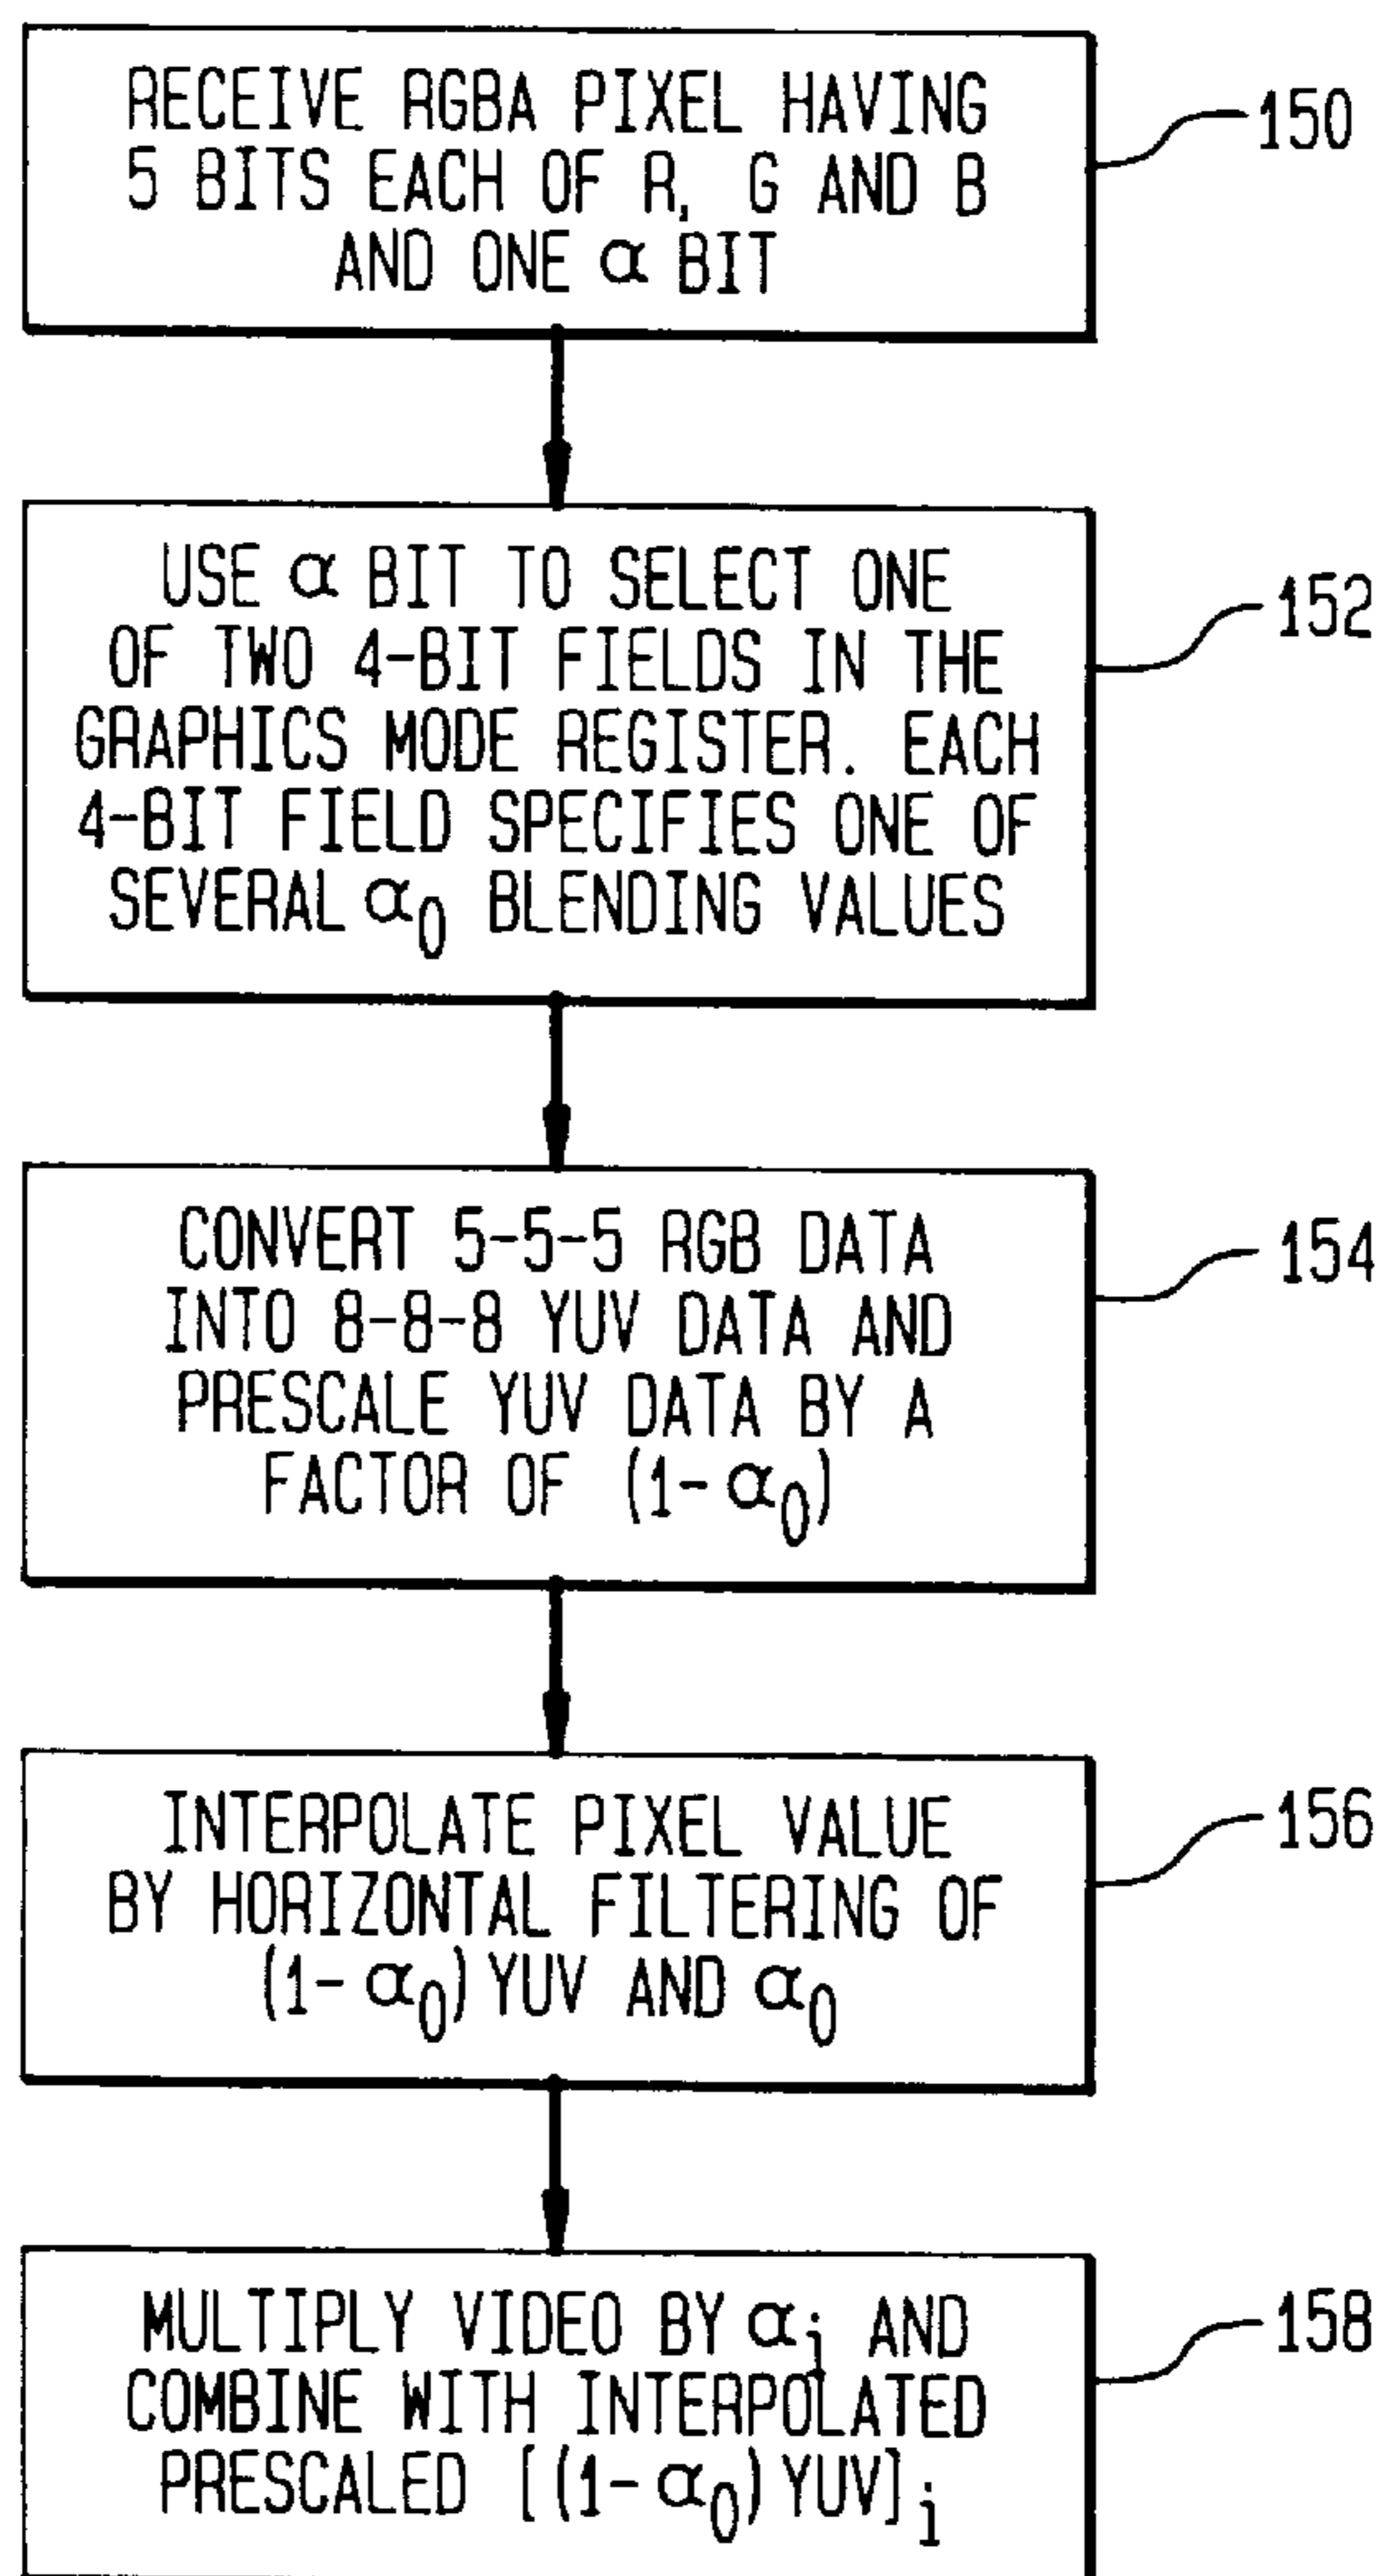 RECEIVE RGBA PIXEL HAVING
5 BITS EACH OF R, G AND B
AND ONE α BIT
150
USE α BIT TO SELECT ONE
OF TWO 4-BIT FIELDS IN THE
GRAPHICS MODE REGISTER. EACH
4-BIT FIELD SPECIFIES ONE OF
SEVERAL α₀ BLENDING VALUES
152
CONVERT 5-5-5 RGB DATA
INTO 8-8-8 YUV DATA AND
PRESCALE YUV DATA BY A
FACTOR OF (1-α₀)
154
INTERPOLATE PIXEL VALUE
BY HORIZONTAL FILTERING OF
(1-α₀)YUV AND α₀
156
MULTIPLY VIDEO BY αᵢ AND
COMBINE WITH INTERPOLATED
PRESCALED [(1-α₀)YUV]ᵢ
158